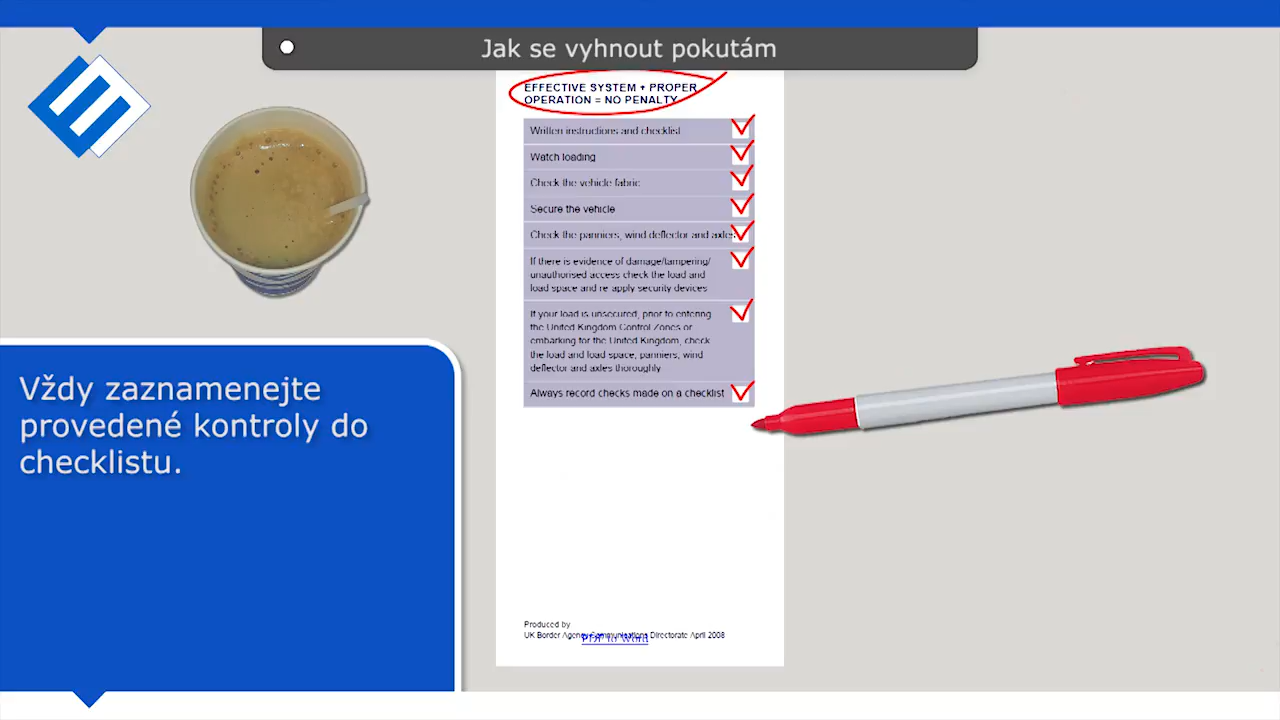 Jak se vyhnout pokutám
EFFECTIVE SYSTEM + PROPER
OPERATION = NO PENALTY
Written instructions and checklist
Watch loading
Check the vehicle fabric
Secure the vehicle
Check the panniers, wind deflector and axles
If there is evidence of damage/tampering/
unauthorised access check the load and
load space and re-apply security devices
If your load is unsecured, prior to entering
the United Kingdom Control Zones or
embarking for the United Kingdom, check
the load and load space, panniers, wind
deflector and axles thoroughly
Always record checks made on a checklist
Vždy zaznamenejte
provedené kontroly do
checklistu.
Produced by
UK Border Agency Communications Directorate April 2008
PDF to Word